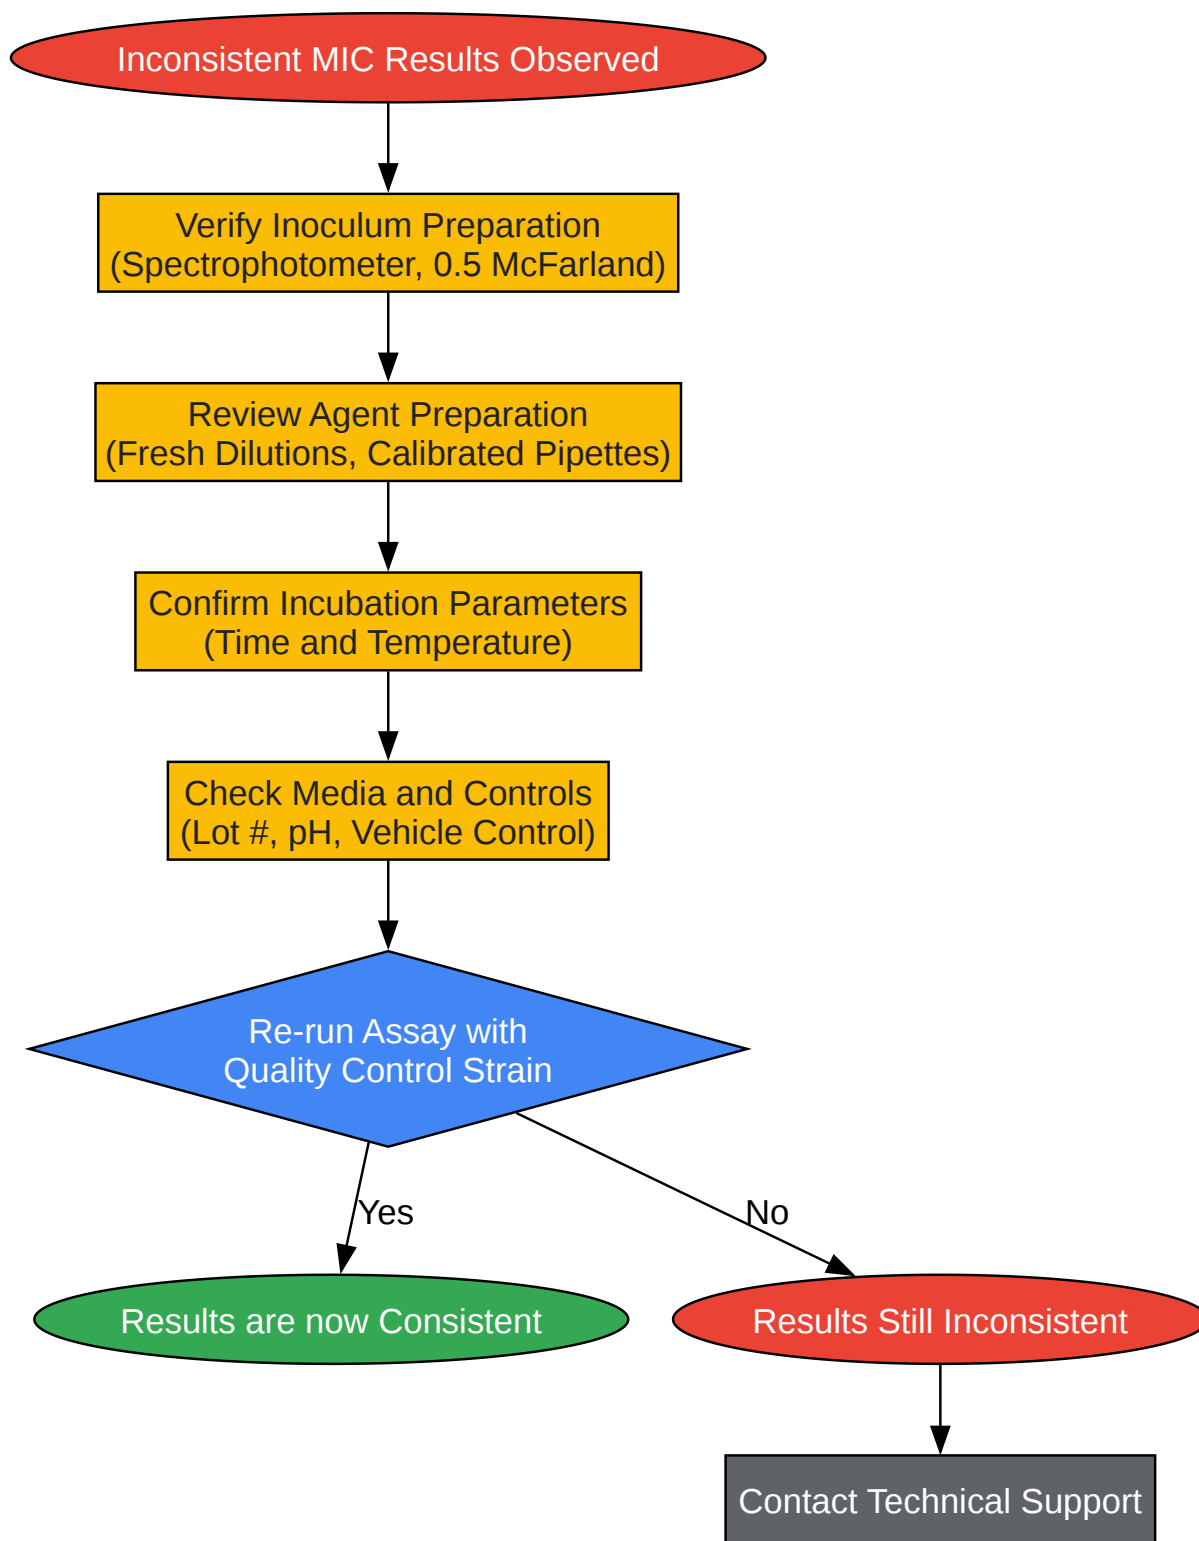 Inconsistent MIC Results Observed
Verify Inoculum Preparation
(Spectrophotometer, 0.5 McFarland)
Review Agent Preparation
(Fresh Dilutions, Calibrated Pipettes)
Confirm Incubation Parameters
(Time and Temperature)
Check Media and Controls
(Lot #, pH, Vehicle Control)
Re-run Assay with
Quality Control Strain
Yes
No
Results are now Consistent
Results Still Inconsistent
Contact Technical Support